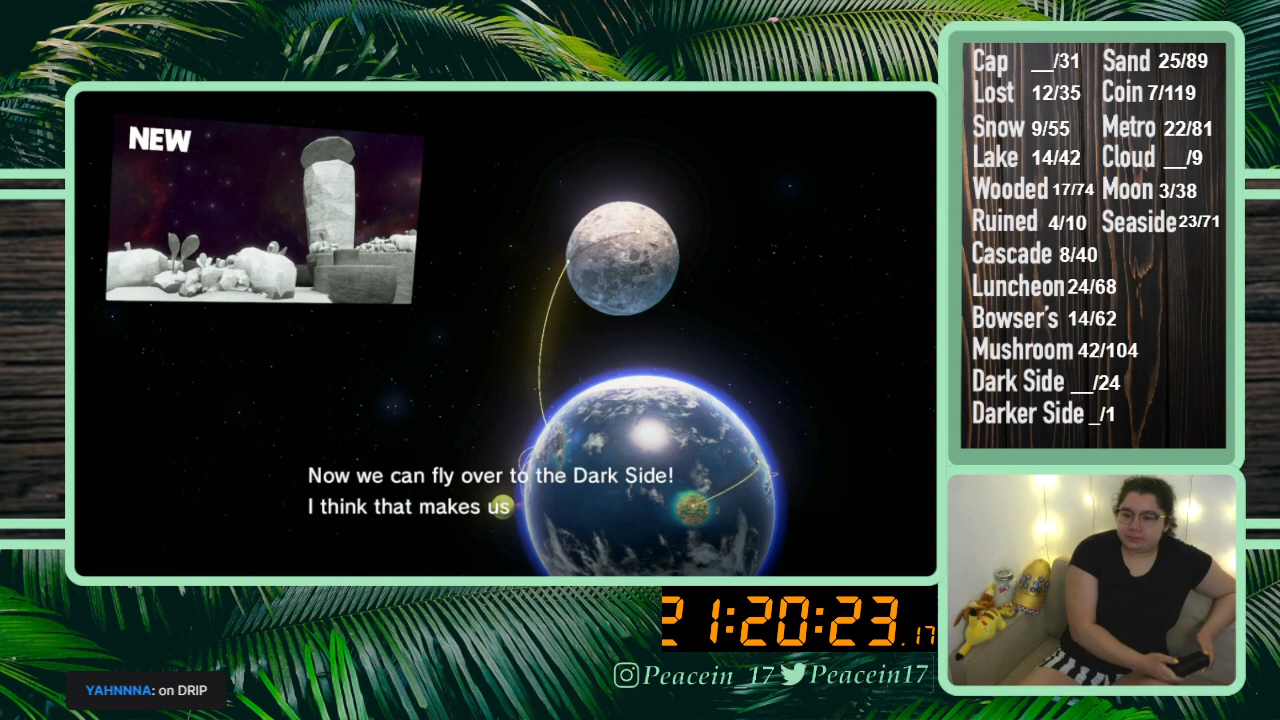 NEW
Now we can fly over to the Dark Side!
I think that makes us
Cap __/31 Sand 25/89
Lost 12/35 Coin 7/119
Snow 9/55 Metro 22/81
Lake 14/42 Cloud __/9
Wooded 17/74 Moon 3/38
Ruined 4/10 Seaside 23/71
Cascade 8/40
Luncheon 24/68
Bowser's 14/62
Mushroom 42/104
Dark Side __/24
Darker Side _/1
21:20:23.17
Peacein_17 Peacein17
YAHNNNA: on DRIP